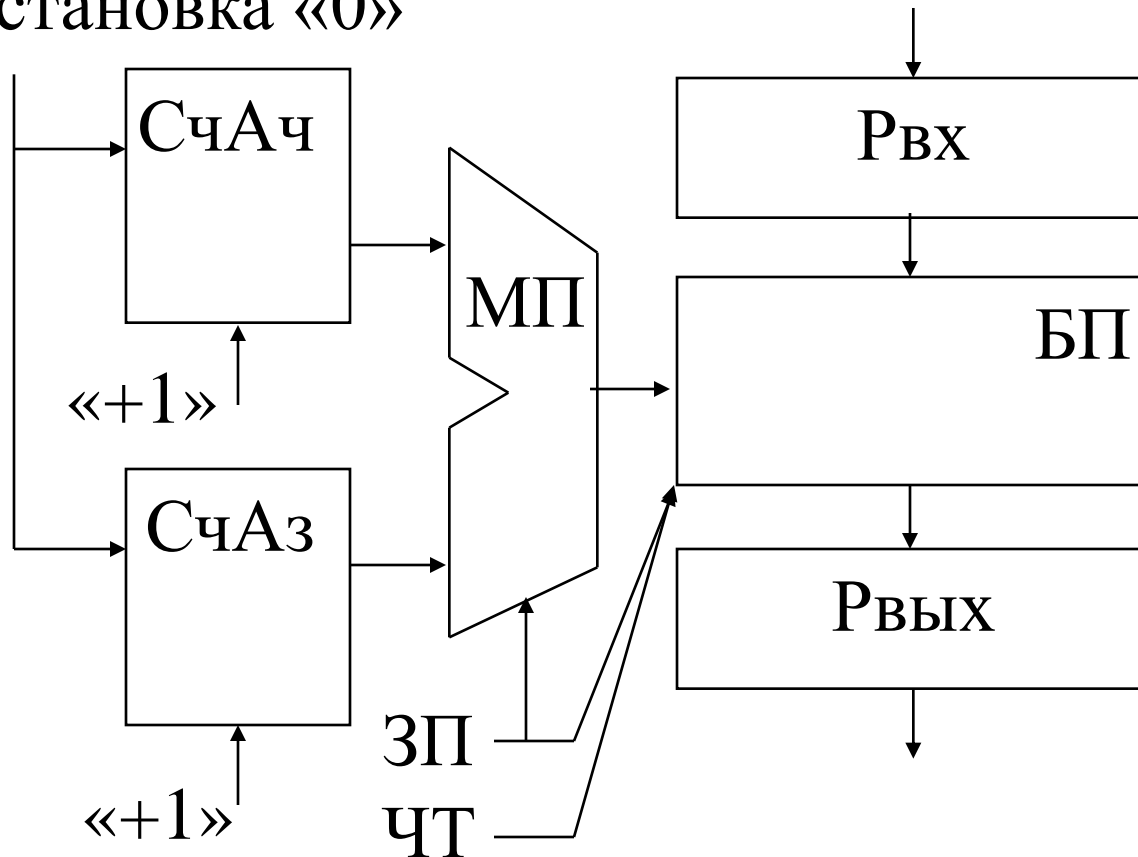 становка «0»
СчАч
Рвх
МП
БП
«+1»
СчАз
Рвых
ЗП
«+1»
ЧТ